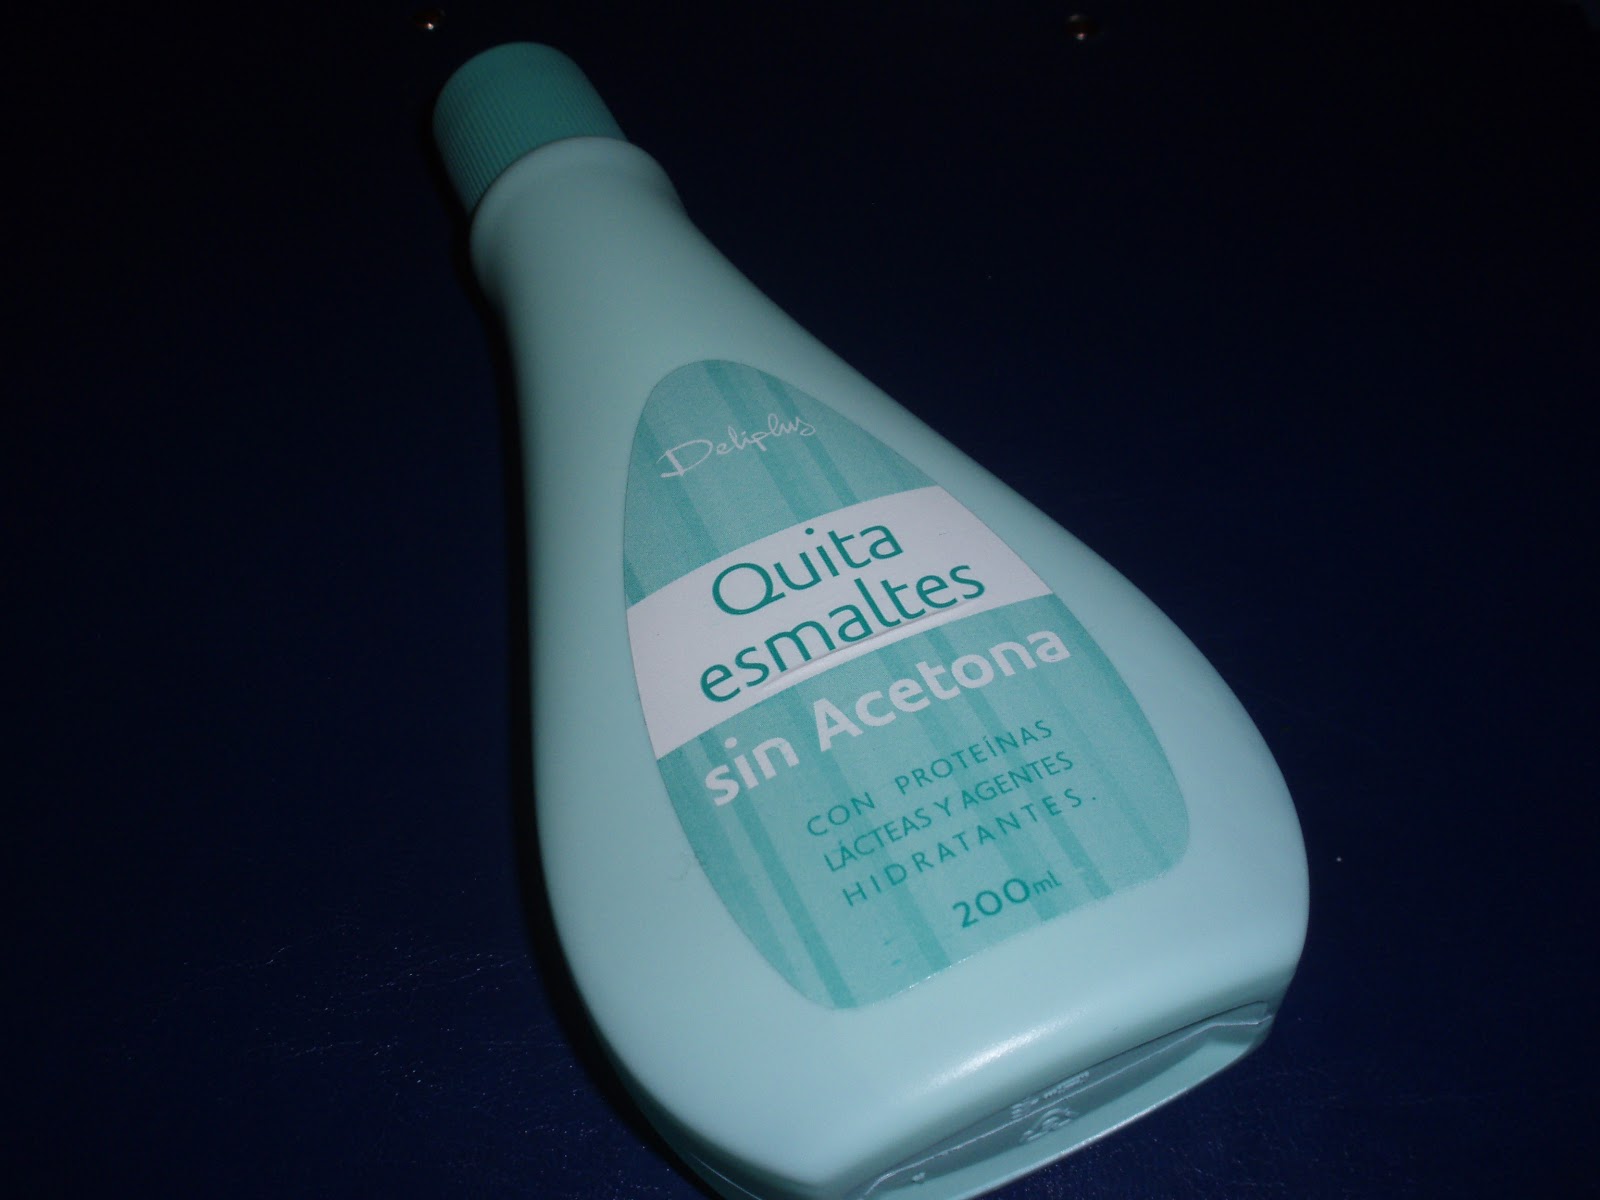 Deliplus
Quita
esmaltes
sin Acetona
CON PROTEÍNAS
LÁCTEAS Y AGENTES
HIDRATANTES.
200ml